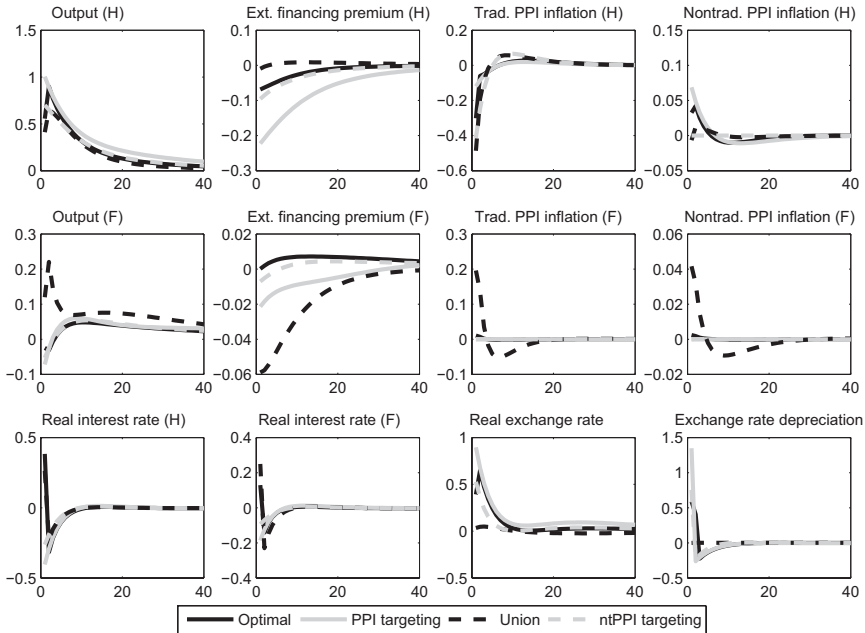 Output (H)
Ext. financing premium (H)
Trad. PPI inflation (H)
Nontrad. PPI inflation (H)
1.5
1
0.5
0
0 20 40
0.1
0
−0.1
−0.2
−0.3
0 20 40
0.4
0.2
0
−0.2
−0.4
−0.6
0 20 40
0.15
0.1
0.05
0
−0.05
0 20 40
Output (F)
Ext. financing premium (F)
Trad. PPI inflation (F)
Nontrad. PPI inflation (F)
0.3
0.2
0.1
0
−0.1
0 20 40
0.02
0
−0.02
−0.04
−0.06
0 20 40
0.3
0.2
0.1
0
−0.1
0 20 40
0.06
0.04
0.02
0
−0.02
0 20 40
Real interest rate (H)
Real interest rate (F)
Real exchange rate
Exchange rate depreciation
0.5
0
−0.5
0 20 40
0.4
0.2
0
−0.2
−0.4
0 20 40
1
0.5
0
−0.5
0 20 40
1.5
1
0.5
0
−0.5
0 20 40
Optimal PPI targeting Union ntPPI targeting